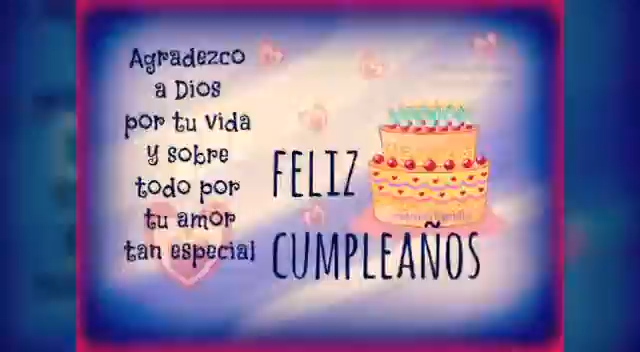 Agradezco
a Dios
por tu vida
y sobre
todo por
tu amor
tan especial
FELIZ
CUMPLEAÑOS